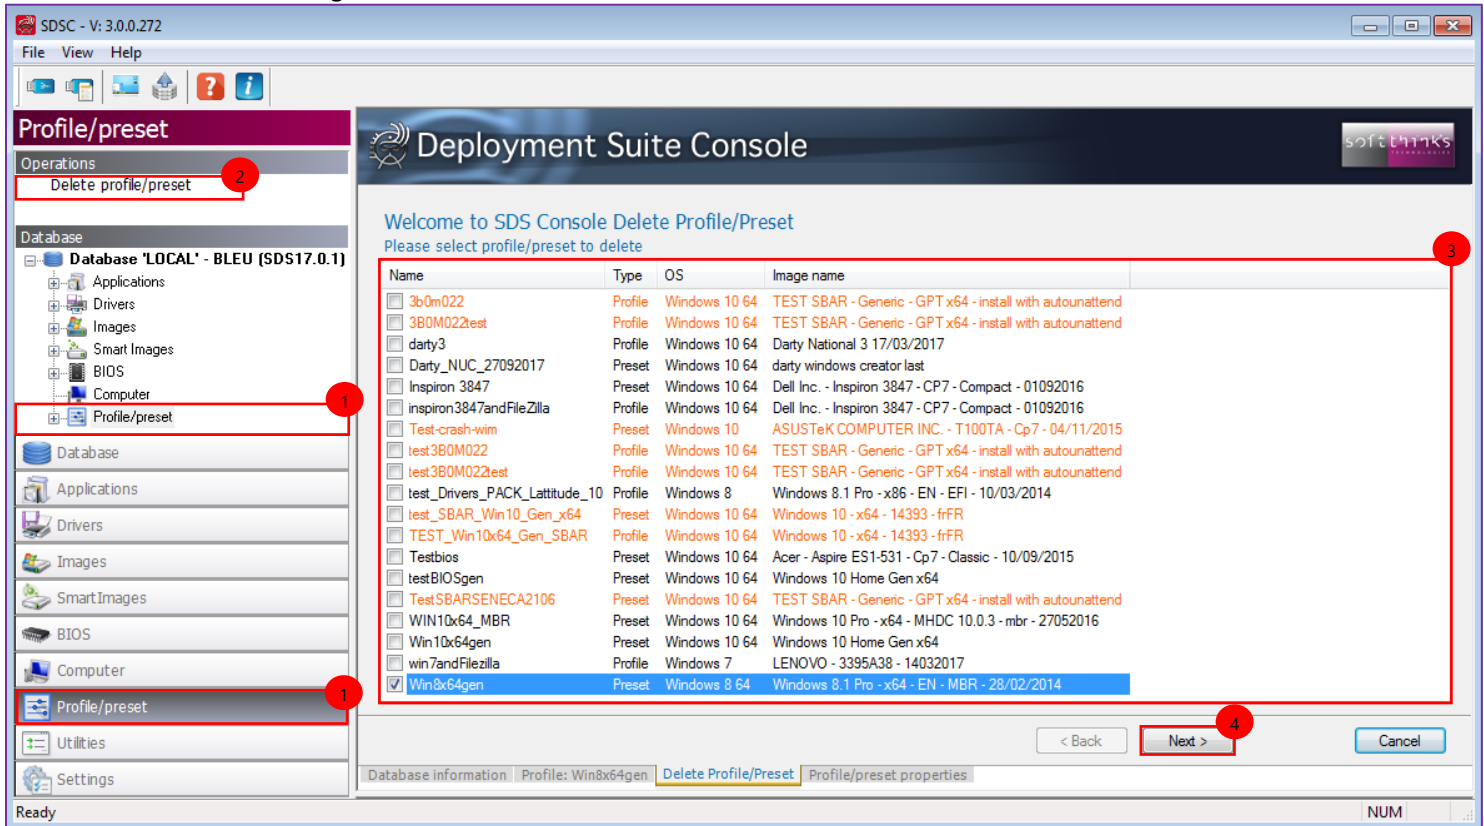 SDSC - V: 3.0.0.272
File View Help
Profile/preset
Operations
Delete profile/preset
2
Database
Database 'LOCAL' - BLEU (SDS17.0.1)
Applications
Drivers
Images
Smart Images
BIOS
Computer
1
Profile/preset
Database
Applications
Drivers
Images
SmartImages
BIOS
Computer
1
Profile/preset
Utilities
Settings
Deployment Suite Console
softthinks
TECHNOLOGIES
Welcome to SDS Console Delete Profile/Preset
Please select profile/preset to delete
3
Name Type OS Image name
3b0m022 Profile Windows 10 64 TEST SBAR - Generic - GPT x64 - install with autounattend
3B0M022test Profile Windows 10 64 TEST SBAR - Generic - GPT x64 - install with autounattend
darty3 Profile Windows 10 64 Darty National 3 17/03/2017
Darty_NUC_27092017 Preset Windows 10 64 darty windows creator last
Inspiron 3847 Preset Windows 10 64 Dell Inc. - Inspiron 3847 - CP7 - Compact - 01092016
inspiron3847andFileZilla Profile Windows 10 64 Dell Inc. - Inspiron 3847 - CP7 - Compact - 01092016
Test-crash-wim Preset Windows 10 ASUSTeK COMPUTER INC. - T100TA - Cp7 - 04/11/2015
test3B0M022 Profile Windows 10 64 TEST SBAR - Generic - GPT x64 - install with autounattend
test3B0M022test Profile Windows 10 64 TEST SBAR - Generic - GPT x64 - install with autounattend
test_Drivers_PACK_Lattitude_10 Profile Windows 8 Windows 8.1 Pro - x86 - EN - EFI - 10/03/2014
test_SBAR_Win10_Gen_x64 Preset Windows 10 64 Windows 10 - x64 - 14393 - frFR
TEST_Win10x64_Gen_SBAR Profile Windows 10 64 Windows 10 - x64 - 14393 - frFR
Testbios Preset Windows 10 64 Acer - Aspire ES1-531 - Cp7 - Classic - 10/09/2015
testBIOSgen Preset Windows 10 64 Windows 10 Home Gen x64
TestSBARSENECA2106 Preset Windows 10 64 TEST SBAR - Generic - GPT x64 - install with autounattend
WIN10x64_MBR Preset Windows 10 64 Windows 10 Pro - x64 - MHDC 10.0.3 - mbr - 27052016
Win10x64gen Preset Windows 10 64 Windows 10 Home Gen x64
win7andFilezilla Profile Windows 7 LENOVO - 3395A38 - 14032017
Win8x64gen Preset Windows 8 64 Windows 8.1 Pro - x64 - EN - MBR - 28/02/2014
4
< Back Next > Cancel
Database information Profile: Win8x64gen Delete Profile/Preset Profile/preset properties
Ready NUM